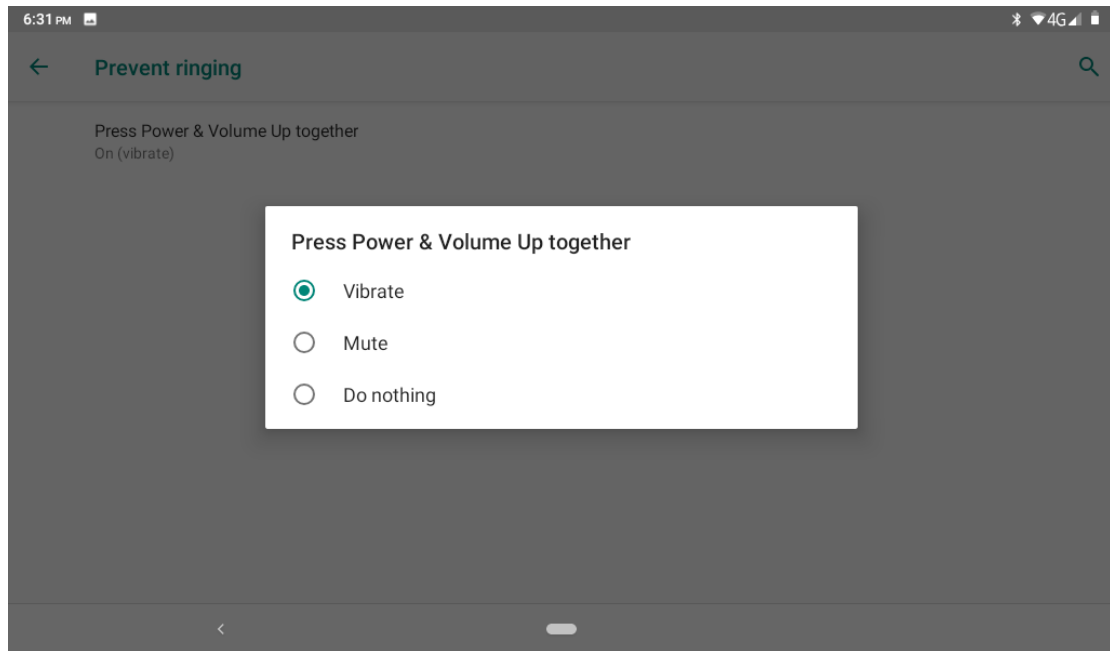 6:31 PM 4G
Prevent ringing
Press Power & Volume Up together
On (vibrate)
Press Power & Volume Up together
Vibrate
Mute
Do nothing